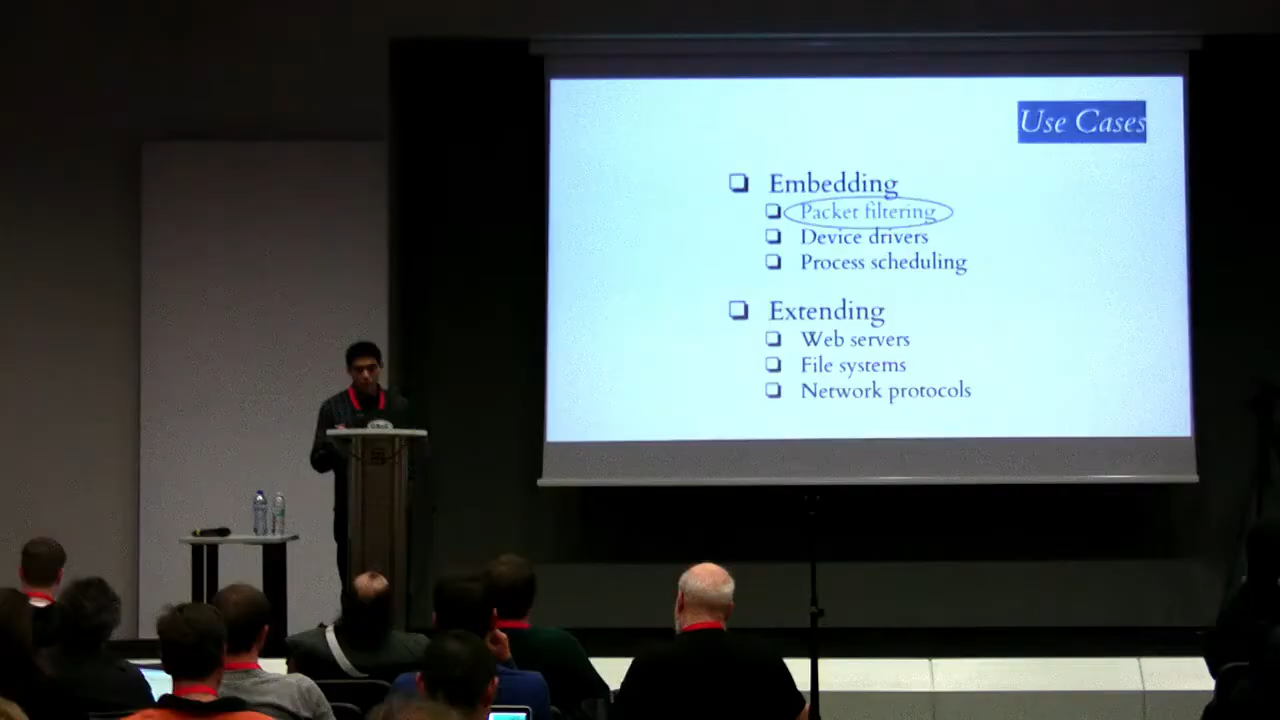 Use Cases
Embedding
Packet filtering
Device drivers
Process scheduling
Extending
Web servers
File systems
Network protocols